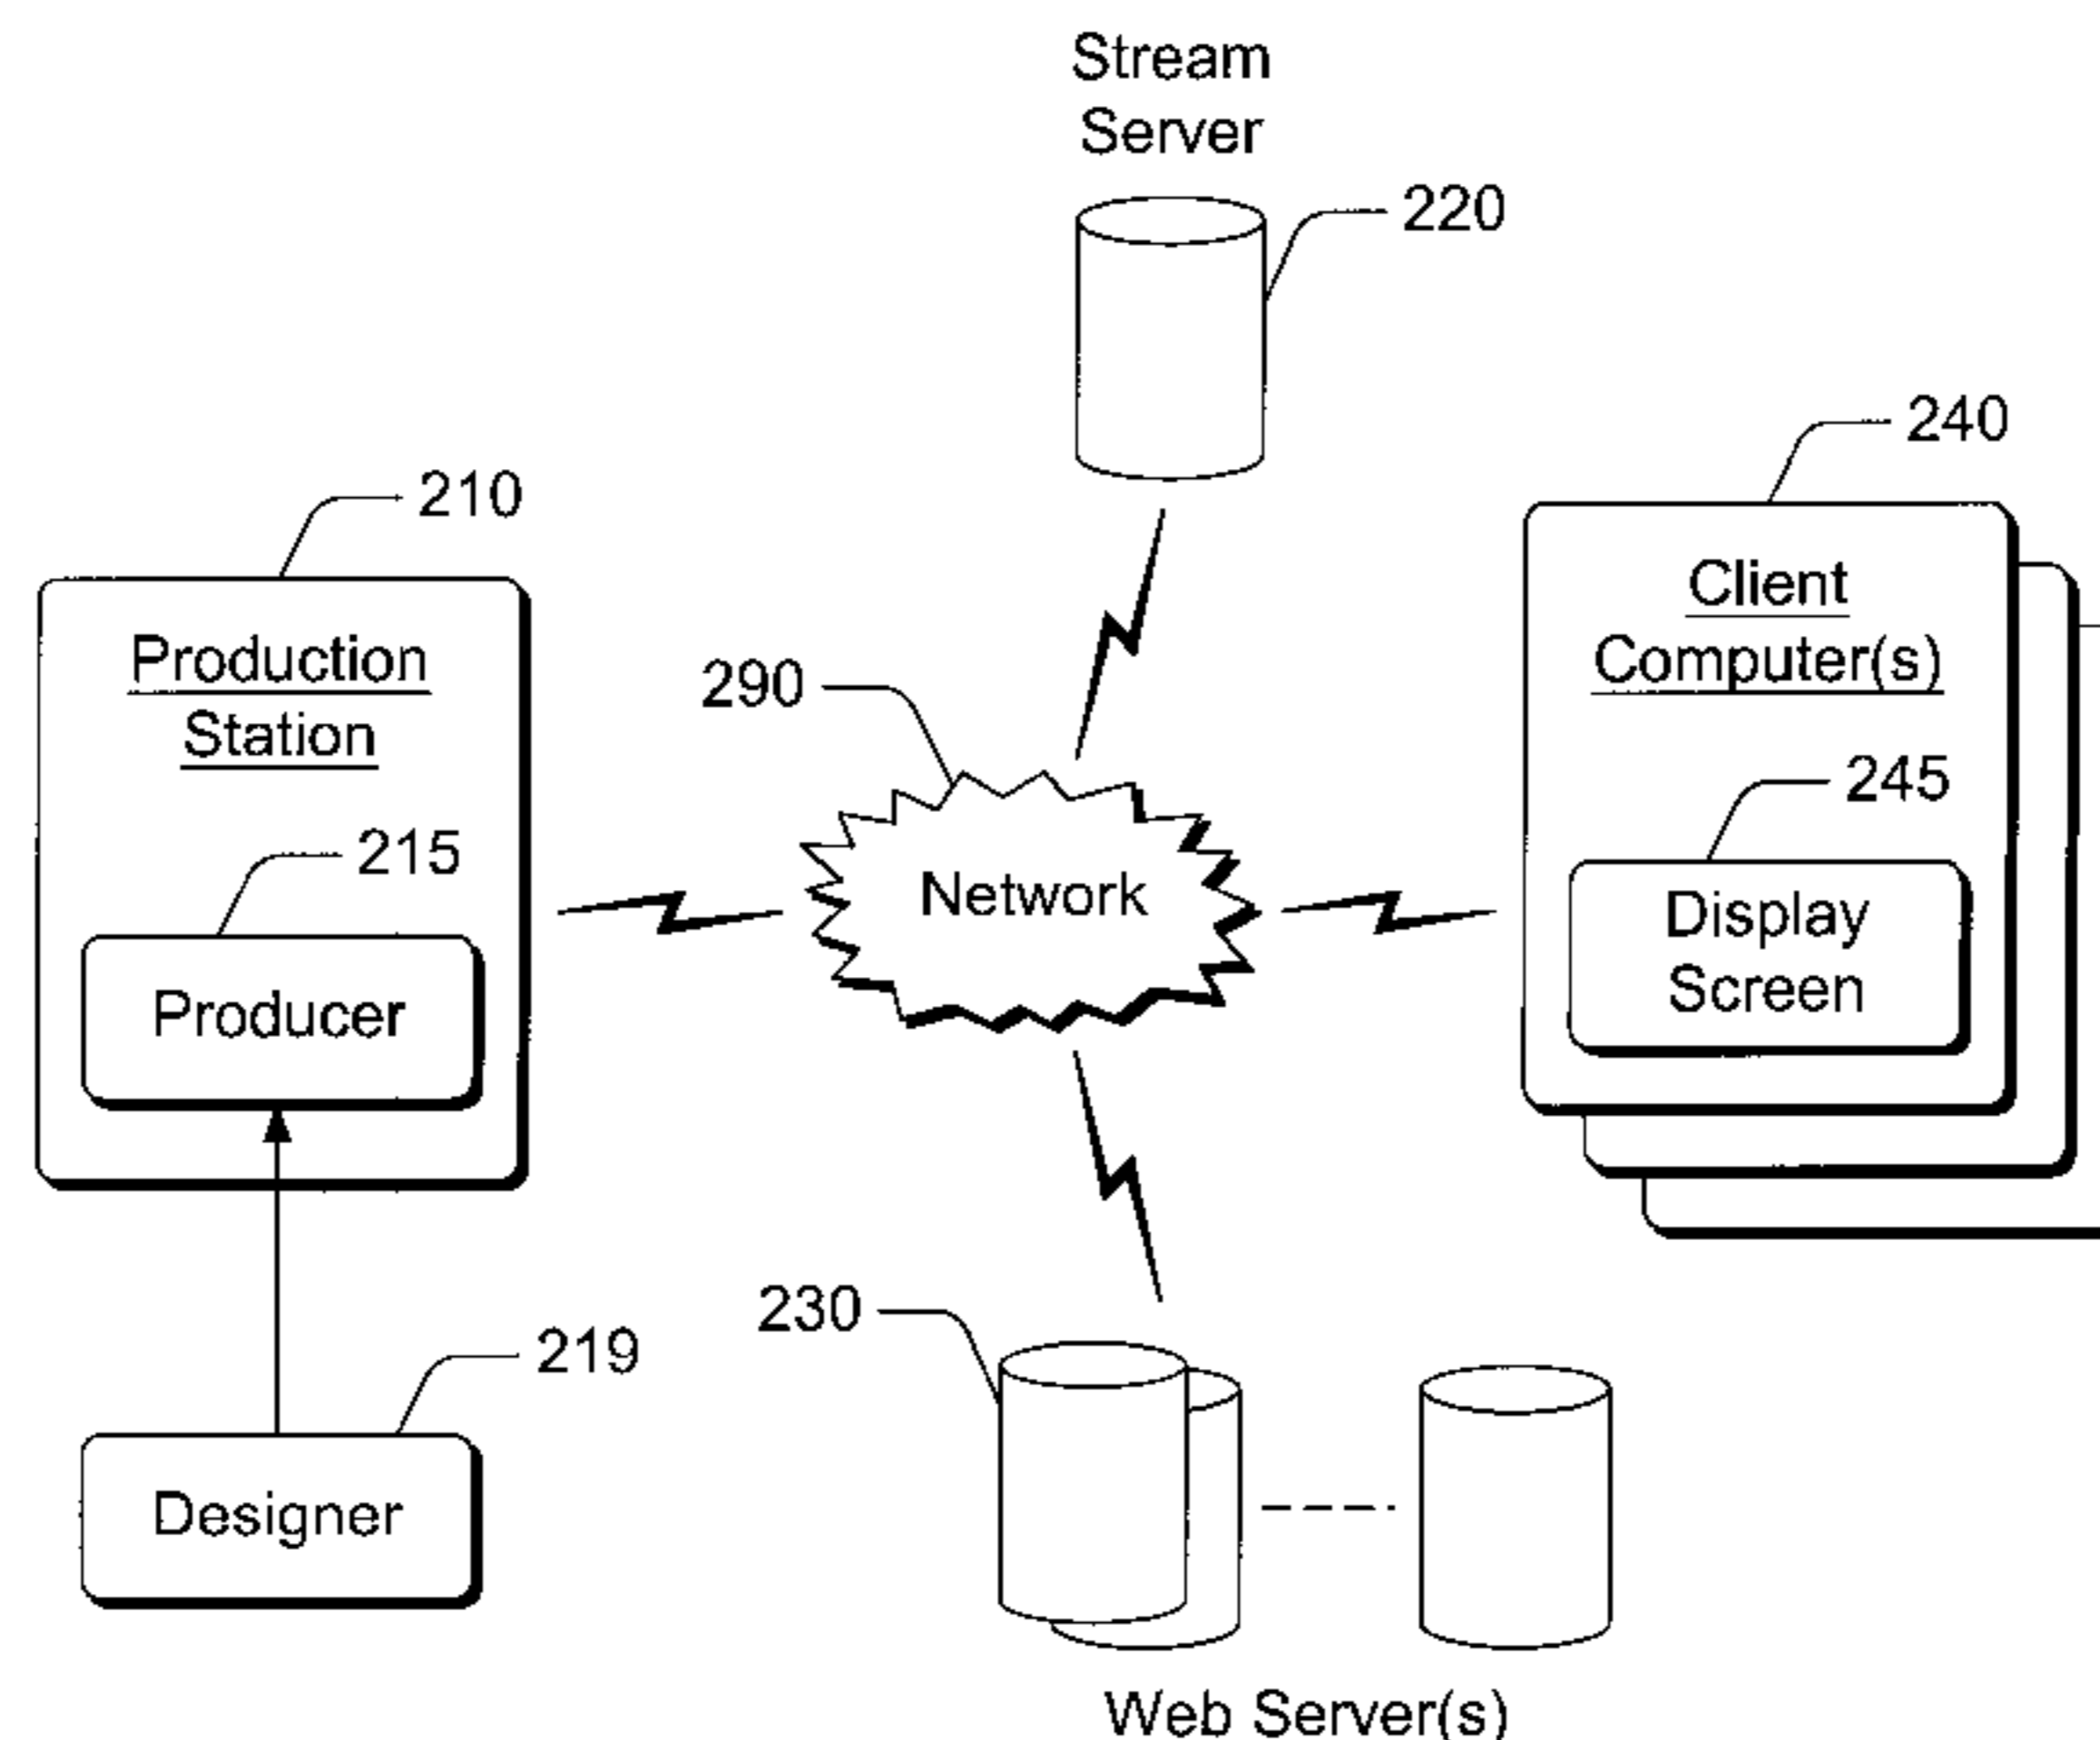 Stream
Server
220
240
210
Client
Computer(s)
Production
Station
290
245
215
Network
Display
Screen
Producer
230
219
Designer
Web Server(s)